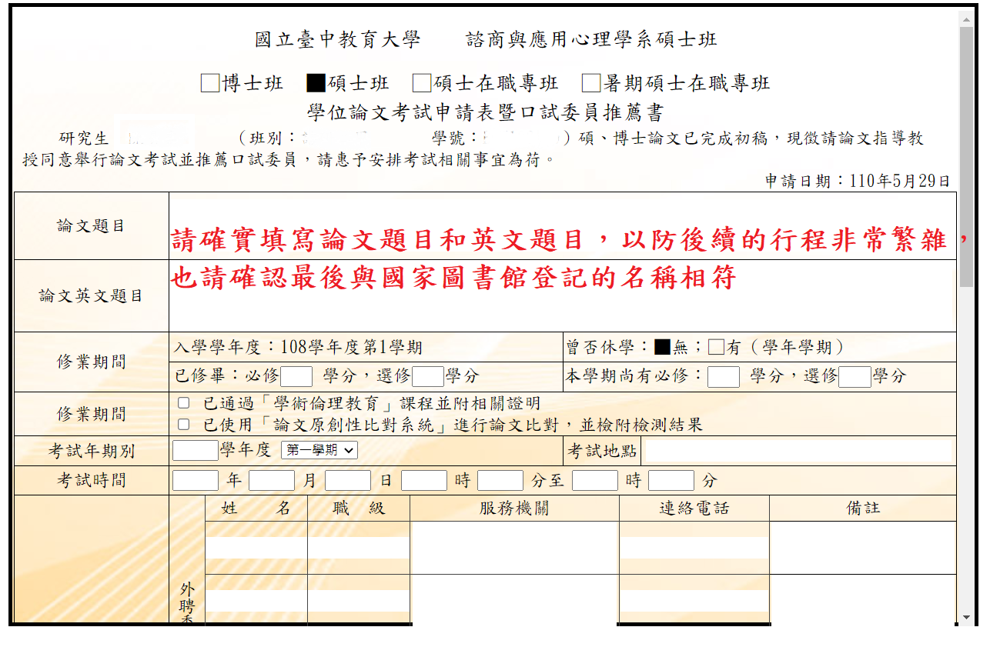 國立臺中教育大學 諮商與應用心理學系碩士班
□博士班 ■碩士班 □碩士在職專班 □暑期碩士在職專班
學位論文考試申請表暨口試委員推薦書
研究生 （班別： 學號： ）碩、博士論文已完成初稿，現徵請論文指導教
授同意舉行論文考試並推薦口試委員，請惠予安排考試相關事宜為荷。
申請日期：110年5月29日
論文題目
請確實填寫論文題目和英文題目，以防後續的行程非常繁雜，
也請確認最後與國家圖書館登記的名稱相符
論文英文題目
修業期間
入學學年度：108學年度第1學期 曾否休學：■無；□有（學年學期）
已修畢：必修 學分，選修 學分 本學期尚有必修： 學分，選修 學分
修業期間
已通過「學術倫理教育」課程並附相關證明
已使用「論文原創性比對系統」進行論文比對，並檢附檢測結果
考試年期別 學年度 第一學期 考試地點
考試時間 年 月 日 時 分至 時 分
姓 名 職 級 服務機關 連絡電話 備註
外
聘